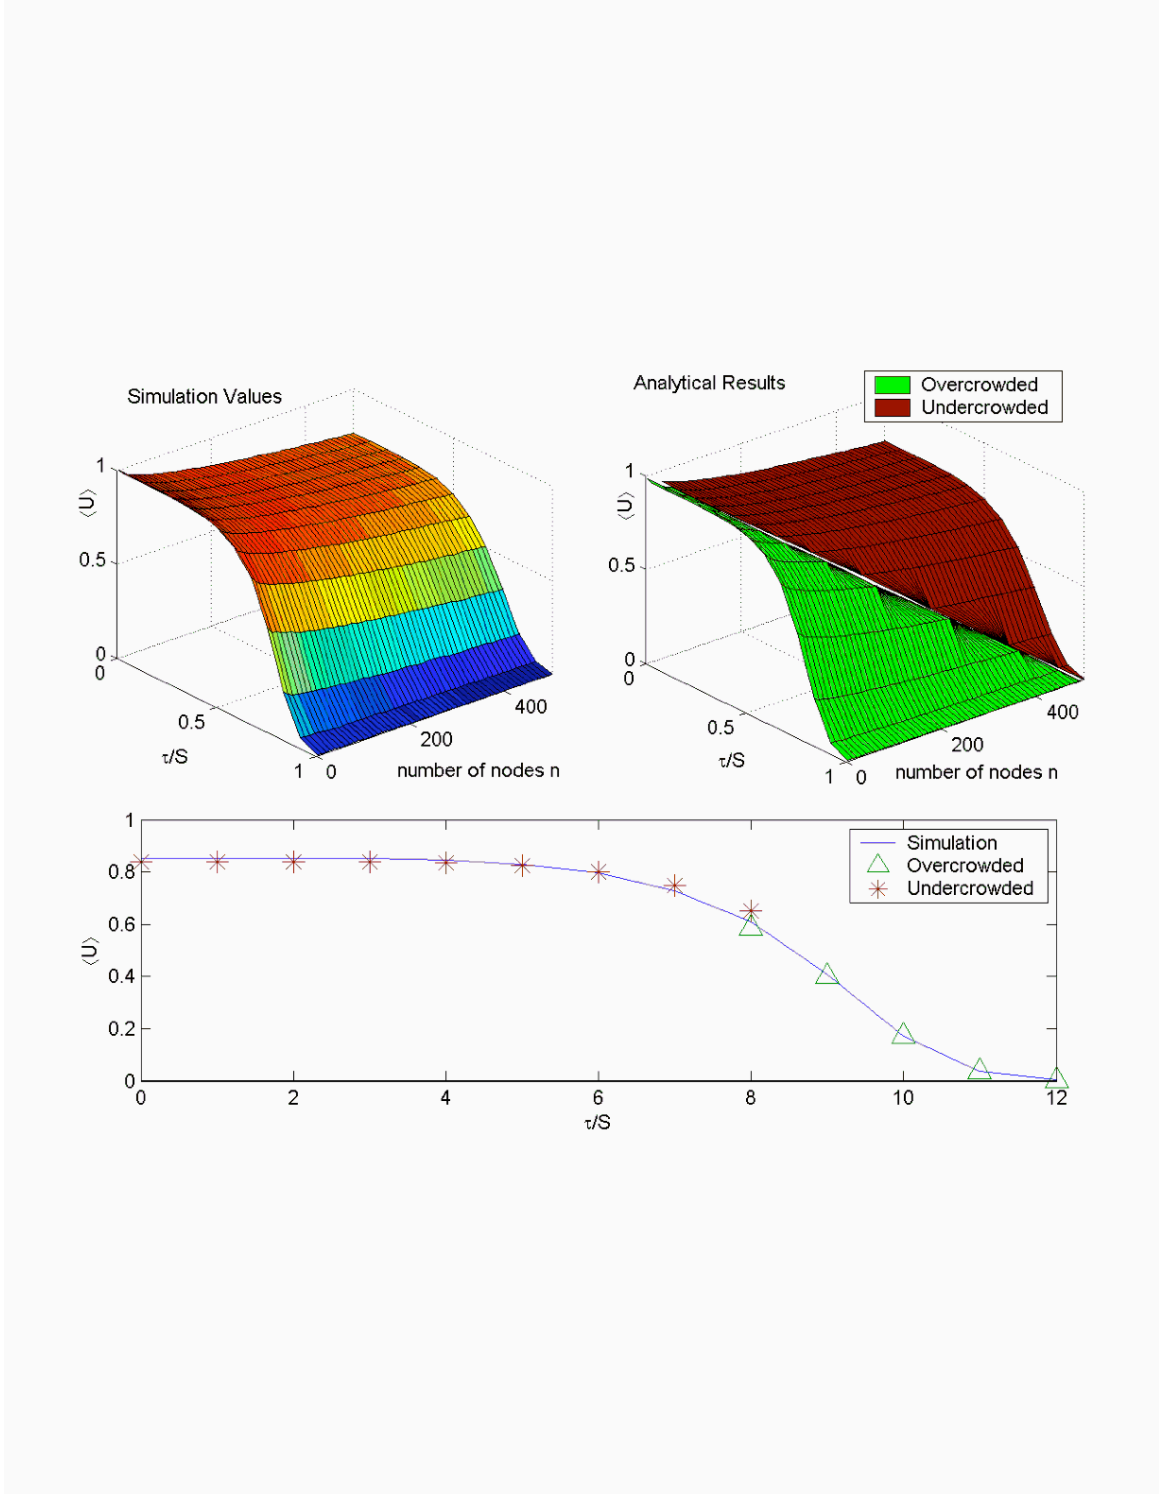 Simulation Values
1
0.5
0
⟨U⟩
0
0.5
1
τ/S
0
200
400
number of nodes n
Analytical Results
Overcrowded
Undercrowded
1
0.5
0
⟨U⟩
0
0.5
1
τ/S
0
200
400
number of nodes n
1
0.8
0.6
0.4
0.2
0
⟨U⟩
Simulation
Overcrowded
Undercrowded
0 2 4 6 8 10 12
τ/S